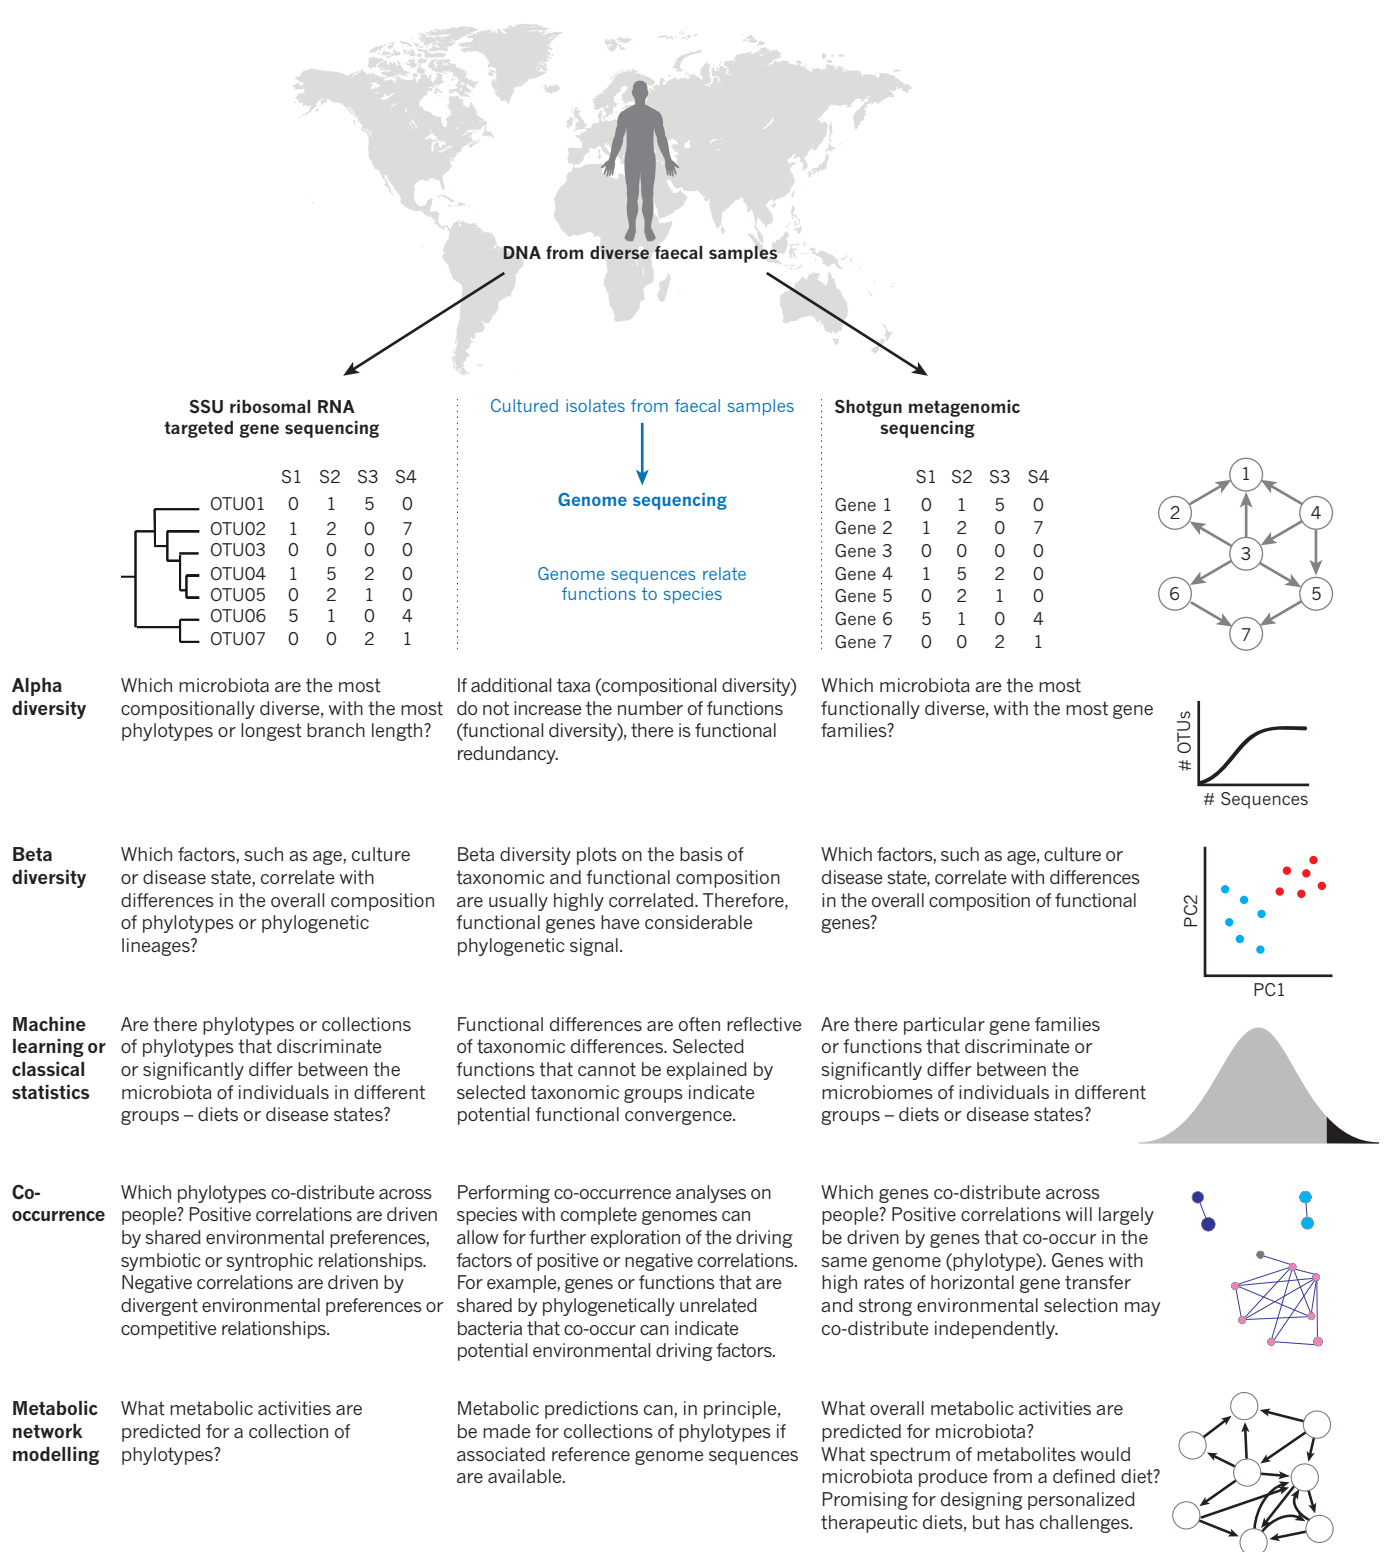 DNA from diverse faecal samples
SSU ribosomal RNA
targeted gene sequencing
S1 S2 S3 S4
OTU01 0 1 5 0
OTU02 1 2 0 7
OTU03 0 0 0 0
OTU04 1 5 2 0
OTU05 0 2 1 0
OTU06 5 1 0 4
OTU07 0 0 2 1
Cultured isolates from faecal samples
Genome sequencing
Genome sequences relate
functions to species
Shotgun metagenomic
sequencing
S1 S2 S3 S4
Gene 1 0 1 5 0
Gene 2 1 2 0 7
Gene 3 0 0 0 0
Gene 4 1 5 2 0
Gene 5 0 2 1 0
Gene 6 5 1 0 4
Gene 7 0 0 2 1
1
2
4
3
6
5
7
Alpha
diversity
Which microbiota are the most
compositionally diverse, with the most
phylotypes or longest branch length?
If additional taxa (compositional diversity)
do not increase the number of functions
(functional diversity), there is functional
redundancy.
Which microbiota are the most
functionally diverse, with the most gene
families?
# OTUs
# Sequences
Beta
diversity
Which factors, such as age, culture
or disease state, correlate with
differences in the overall composition
of phylotypes or phylogenetic
lineages?
Beta diversity plots on the basis of
taxonomic and functional composition
are usually highly correlated. Therefore,
functional genes have considerable
phylogenetic signal.
Which factors, such as age, culture or
disease state, correlate with differences
in the overall composition of functional
genes?
PC2
PC1
Machine
learning or
classical
statistics
Are there phylotypes or collections
of phylotypes that discriminate
or significantly differ between the
microbiota of individuals in different
groups – diets or disease states?
Functional differences are often reflective
of taxonomic differences. Selected
functions that cannot be explained by
selected taxonomic groups indicate
potential functional convergence.
Are there particular gene families
or functions that discriminate or
significantly differ between the
microbiomes of individuals in different
groups – diets or disease states?
Co-
occurrence
Which phylotypes co-distribute across
people? Positive correlations are driven
by shared environmental preferences,
symbiotic or syntrophic relationships.
Negative correlations are driven by
divergent environmental preferences or
competitive relationships.
Performing co-occurrence analyses on
species with complete genomes can
allow for further exploration of the driving
factors of positive or negative correlations.
For example, genes or functions that are
shared by phylogenetically unrelated
bacteria that co-occur can indicate
potential environmental driving factors.
Which genes co-distribute across
people? Positive correlations will largely
be driven by genes that co-occur in the
same genome (phylotype). Genes with
high rates of horizontal gene transfer
and strong environmental selection may
co-distribute independently.
Metabolic
network
modelling
What metabolic activities are
predicted for a collection of
phylotypes?
Metabolic predictions can, in principle,
be made for collections of phylotypes if
associated reference genome sequences
are available.
What overall metabolic activities are
predicted for microbiota?
What spectrum of metabolites would
microbiota produce from a defined diet?
Promising for designing personalized
therapeutic diets, but has challenges.